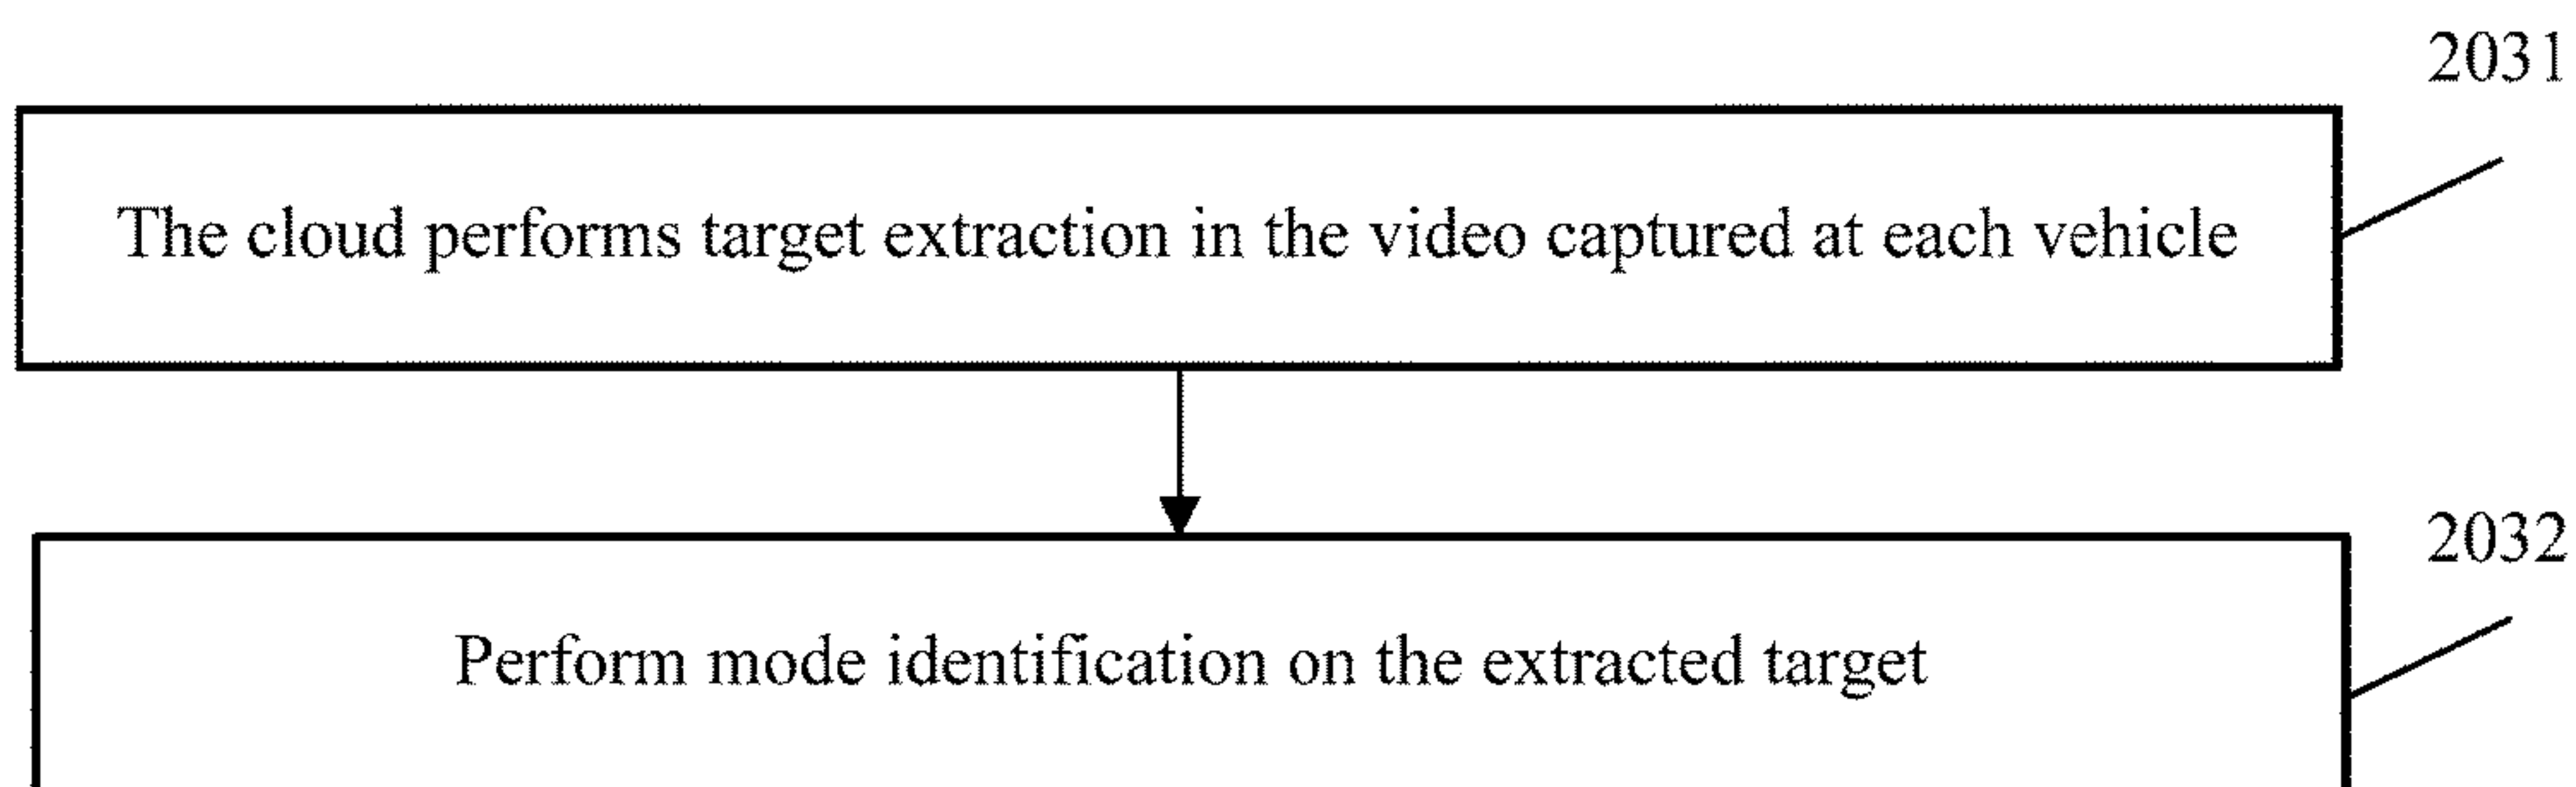 2031
The cloud performs target extraction in the video captured at each vehicle
2032
Perform mode identification on the extracted target